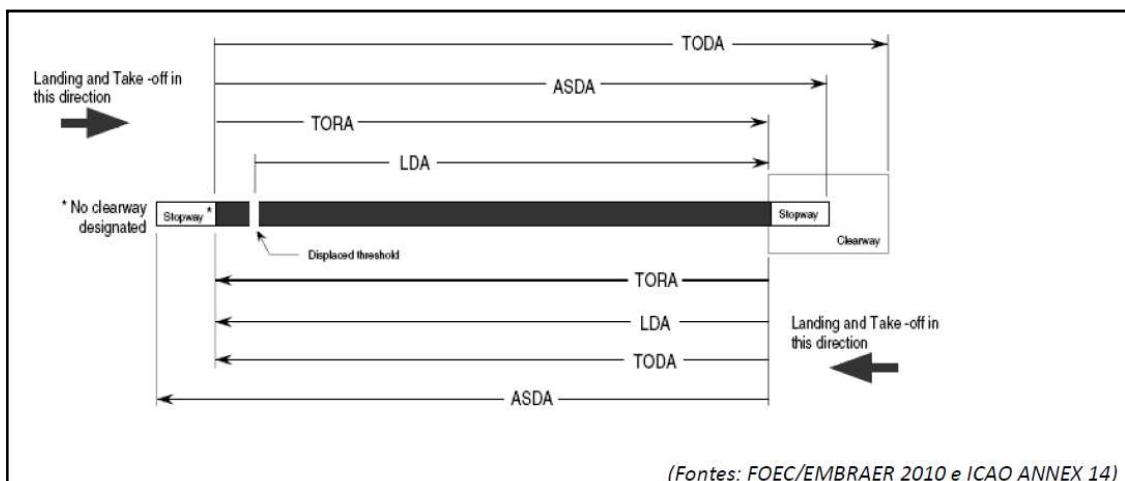 TODA
Landing and Take -off in
this direction
ASDA
TORA
LDA
* No clearway
designated
Stopway *
Stopway
Clearway
Displaced threshold
TORA
LDA
Landing and Take -off in
this direction
TODA
ASDA
(Fontes: FOEC/EMBRAER 2010 e ICAO ANNEX 14)